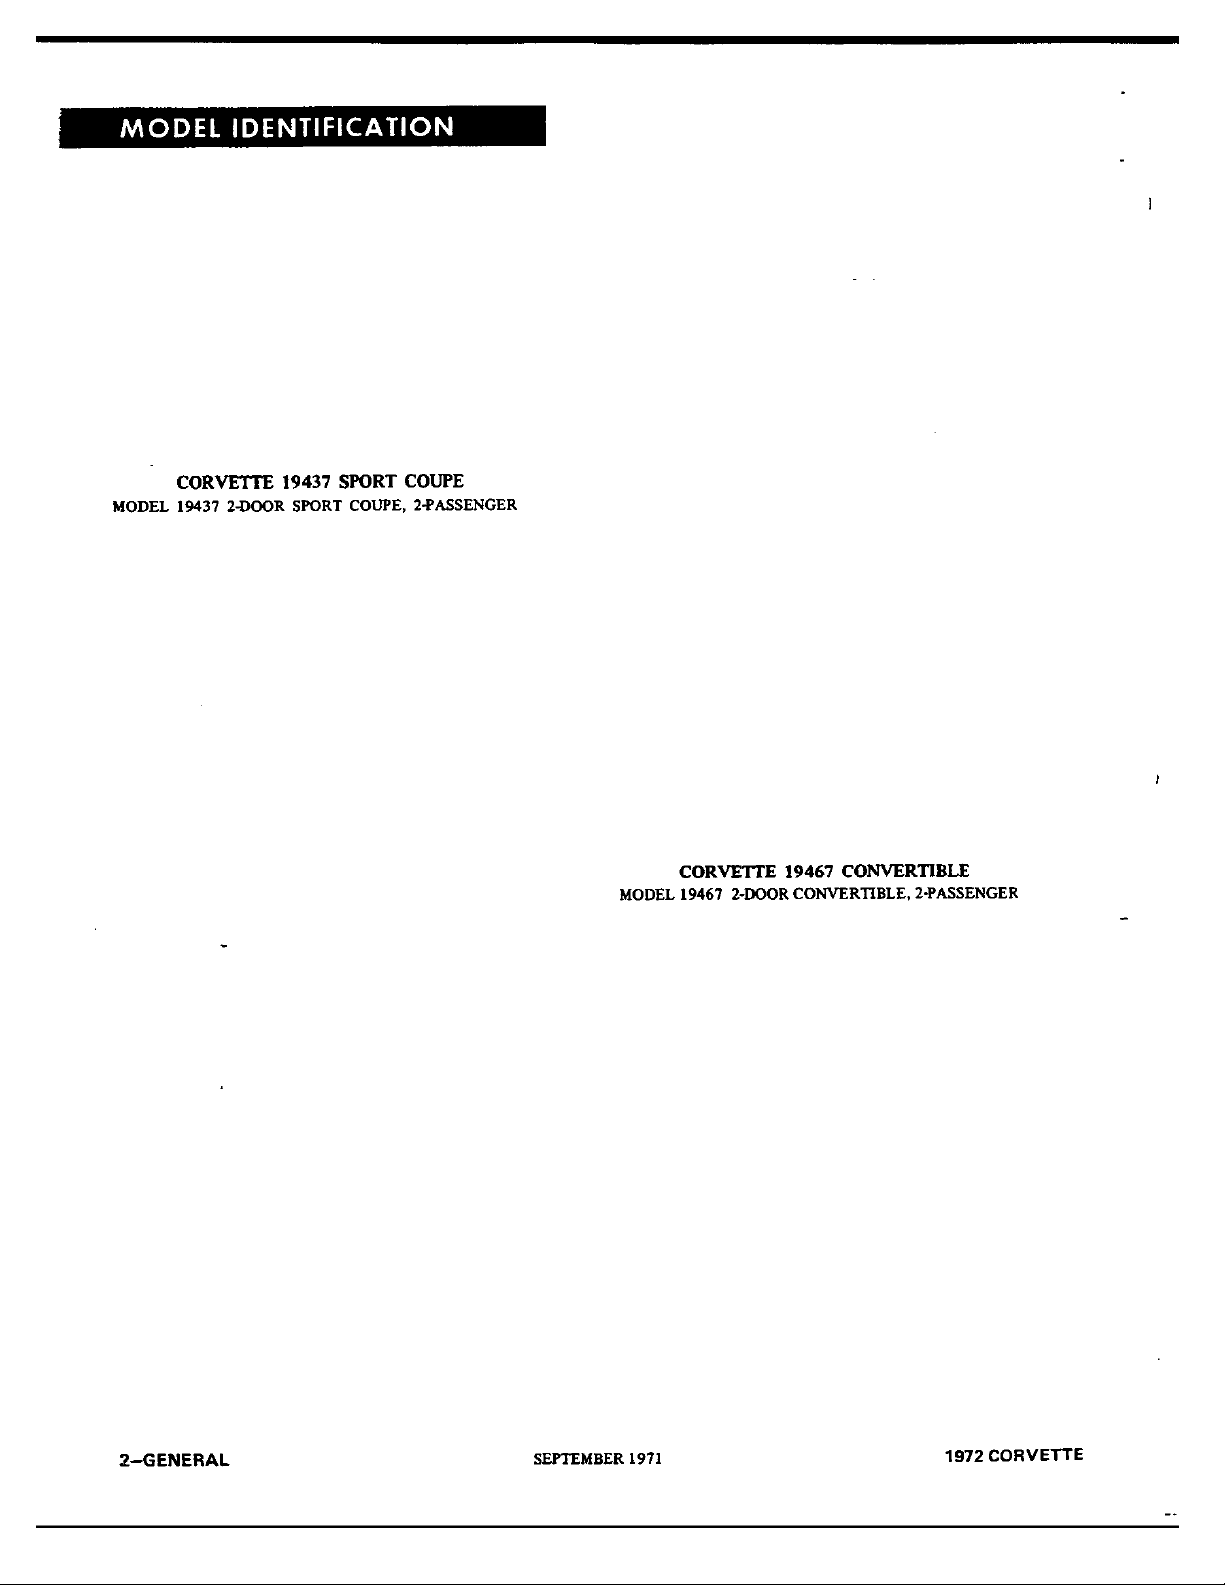 MODEL IDENTIFICATION
CORVETTE 19437 SPORT COUPE
MODEL 19437 2-DOOR SPORT COUPE, 2-PASSENGER
CORVETTE 19467 CONVERTIBLE
MODEL 19467 2-DOOR CONVERTIBLE, 2-PASSENGER
2—GENERAL
SEPTEMBER 1971
1972 CORVETTE